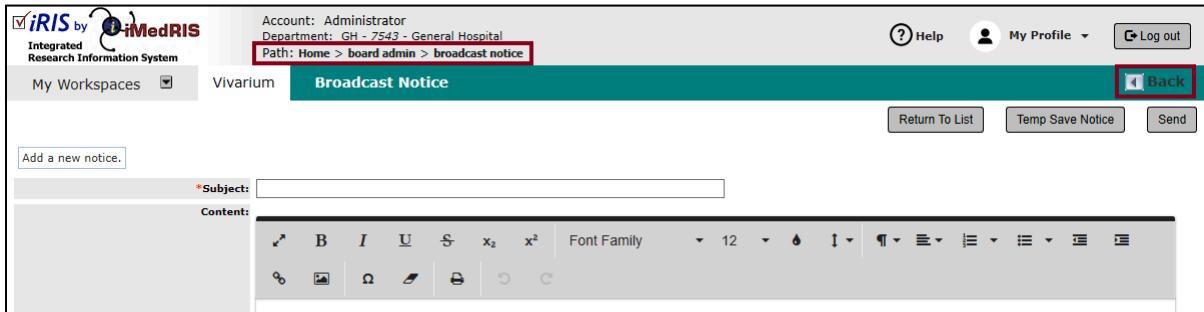 iRIS by iMedRIS
Integrated
Research Information System
Account: Administrator
Department: GH - 7543 - General Hospital
Path: Home > board admin > broadcast notice
? Help
My Profile
Log out
My Workspaces
Vivarium
Broadcast Notice
Back
Return To List
Temp Save Notice
Send
Add a new notice.
*Subject:
Content:
B I U S x₂ x² Font Family 12 ¶
Ω